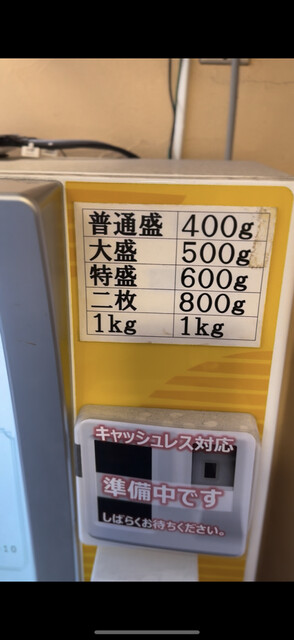 普通盛 400g
大盛 500g
特盛 600g
二枚 800g
1kg 1kg
キャッシュレス対応
準備中です
しばらくお待ちください。